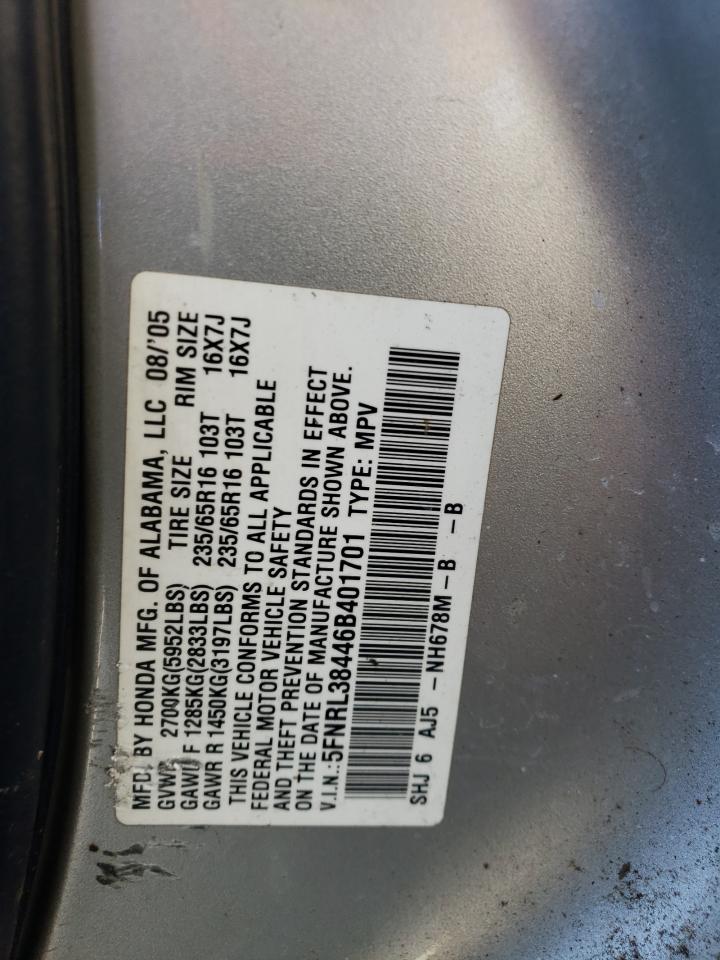 MFD. BY HONDA MFG. OF ALABAMA, LLC 08/'05
GVWR 2700KG(5952LBS) TIRE SIZE RIM SIZE
GAWR F 1285KG(2833LBS) 235/65R16 103T 16X7J
GAWR R 1450KG(3197LBS) 235/65R16 103T 16X7J
THIS VEHICLE CONFORMS TO ALL APPLICABLE
FEDERAL MOTOR VEHICLE SAFETY
AND THEFT PREVENTION STANDARDS IN EFFECT
ON THE DATE OF MANUFACTURE SHOWN ABOVE.
V.I.N.:5FNRL38446B401701 TYPE: MPV
SHJ 6 AJ5 -NH678M-B -B